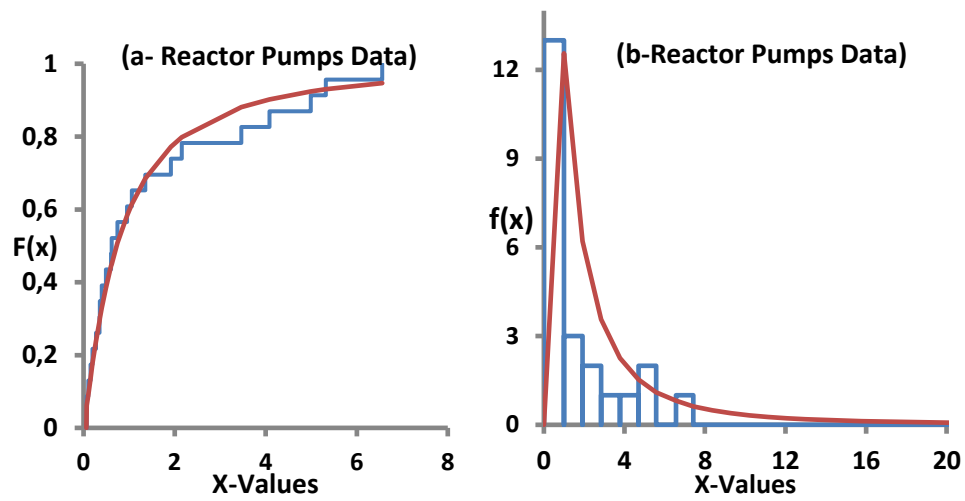 (a- Reactor Pumps Data)
1
0,8
0,6
F(x)
0,4
0,2
0
0 2 4 6 8
X-Values
(b-Reactor Pumps Data)
12
9
f(x)
6
3
0
0 4 8 12 16 20
X-Values